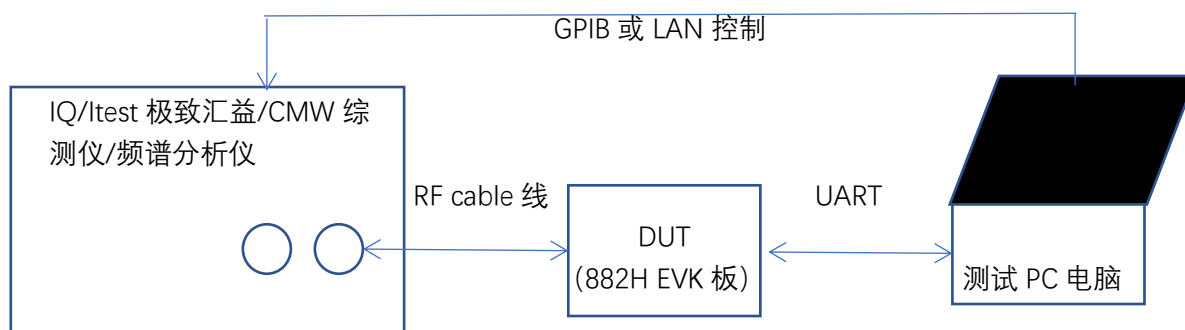 GPIB 或 LAN 控制
IQ/Itest 极致汇益/CMW 综
测仪/频谱分析仪
RF cable 线
UART
DUT
（882H EVK 板）
测试 PC 电脑